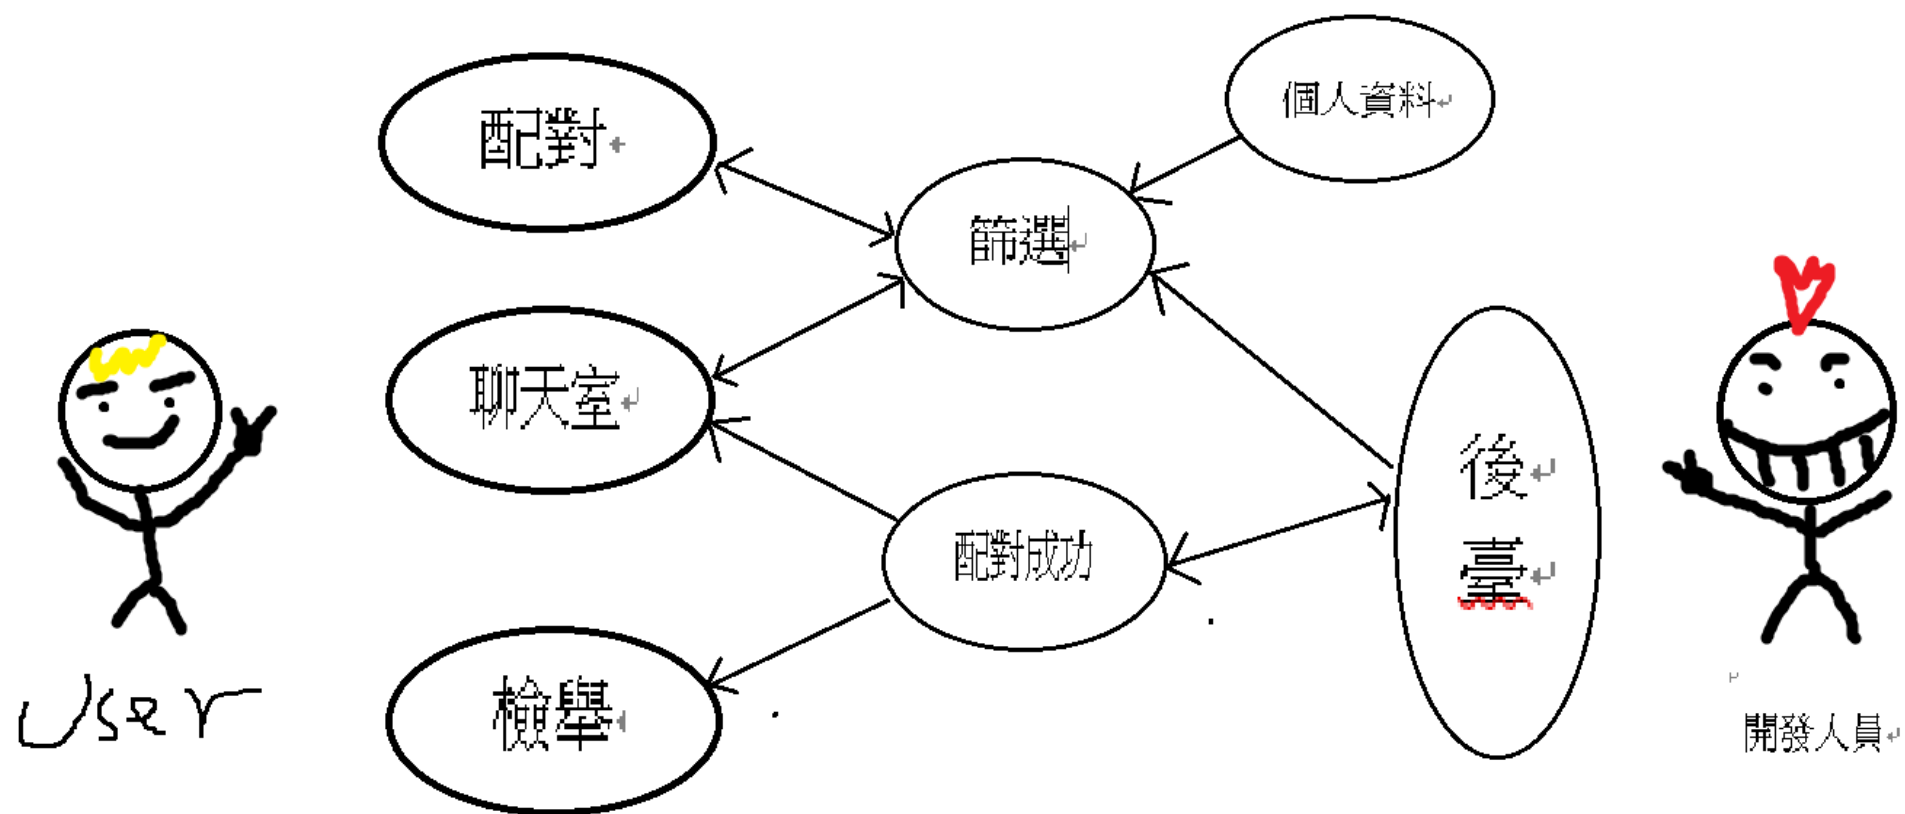 個人資料
配對
篩選
聊天室
後
臺
配對成功
檢舉
User
開發人員